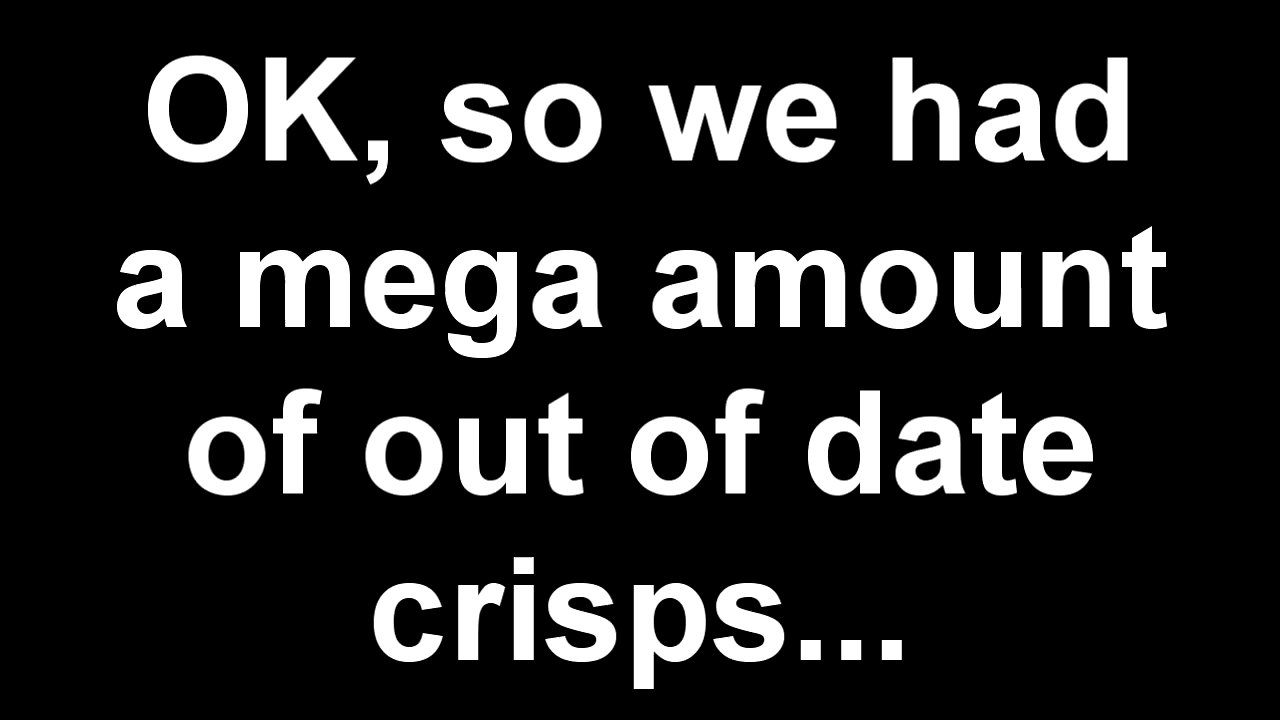 OK, so we had
a mega amount
of out of date
crisps...